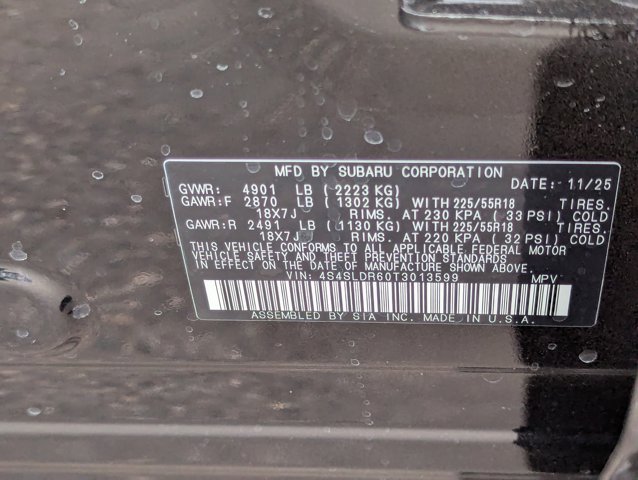 MFD BY SUBARU CORPORATION
GVWR: 4901 LB ( 2223 KG) DATE: 11/25
GAWR:F 2870 LB ( 1302 KG) WITH 225/55R18 TIRES.
18X7J RIMS. AT 230 KPA ( 33 PSI) COLD
GAWR:R 2491 LB ( 1130 KG) WITH 225/55R18 TIRES.
18X7J RIMS. AT 220 KPA ( 32 PSI) COLD
THIS VEHICLE CONFORMS TO ALL APPLICABLE FEDERAL MOTOR
VEHICLE SAFETY AND THEFT PREVENTION STANDARDS
IN EFFECT ON THE DATE OF MANUFACTURE SHOWN ABOVE.
VIN: 4S4SLDR60T3013599 MPV
ASSEMBLED BY SIA INC. MADE IN U.S.A.